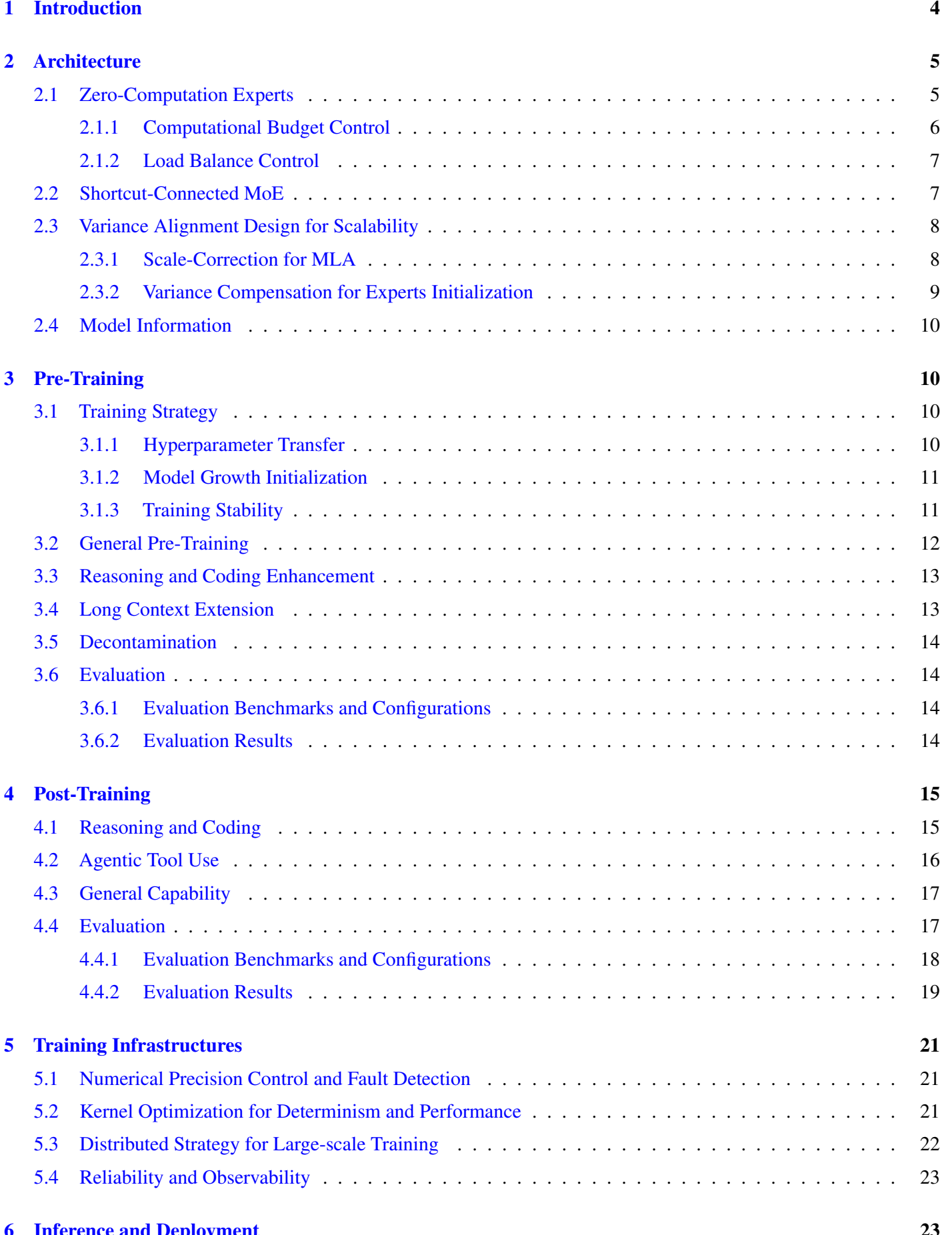 1 Introduction 4
2 Architecture 5
2.1 Zero-Computation Experts . . . . . . . . . . . . . . . . . . . . . . . . . . . . . . 5
2.1.1 Computational Budget Control . . . . . . . . . . . . . . . . . . . . . . . . . . . . . . 6
2.1.2 Load Balance Control . . . . . . . . . . . . . . . . . . . . . . . . . . . . . . 7
2.2 Shortcut-Connected MoE . . . . . . . . . . . . . . . . . . . . . . . . . . . . . . 7
2.3 Variance Alignment Design for Scalability . . . . . . . . . . . . . . . . . . . . . . . . . . . . . . 8
2.3.1 Scale-Correction for MLA . . . . . . . . . . . . . . . . . . . . . . . . . . . . . . 8
2.3.2 Variance Compensation for Experts Initialization . . . . . . . . . . . . . . . . . . . . 9
2.4 Model Information . . . . . . . . . . . . . . . . . . . . . . . . . . . . . . 10
3 Pre-Training 10
3.1 Training Strategy . . . . . . . . . . . . . . . . . . . . . . . . . . . . . . 10
3.1.1 Hyperparameter Transfer . . . . . . . . . . . . . . . . . . . . . . . . . . . . . . 10
3.1.2 Model Growth Initialization . . . . . . . . . . . . . . . . . . . . . . . . . . . . . . 11
3.1.3 Training Stability . . . . . . . . . . . . . . . . . . . . . . . . . . . . . . 11
3.2 General Pre-Training . . . . . . . . . . . . . . . . . . . . . . . . . . . . . . 12
3.3 Reasoning and Coding Enhancement . . . . . . . . . . . . . . . . . . . . . . . . . . . . . . 13
3.4 Long Context Extension . . . . . . . . . . . . . . . . . . . . . . . . . . . . . . 13
3.5 Decontamination . . . . . . . . . . . . . . . . . . . . . . . . . . . . . . 14
3.6 Evaluation . . . . . . . . . . . . . . . . . . . . . . . . . . . . . . 14
3.6.1 Evaluation Benchmarks and Configurations . . . . . . . . . . . . . . . . . . . . . . 14
3.6.2 Evaluation Results . . . . . . . . . . . . . . . . . . . . . . . . . . . . . . 14
4 Post-Training 15
4.1 Reasoning and Coding . . . . . . . . . . . . . . . . . . . . . . . . . . . . . . 15
4.2 Agentic Tool Use . . . . . . . . . . . . . . . . . . . . . . . . . . . . . . 16
4.3 General Capability . . . . . . . . . . . . . . . . . . . . . . . . . . . . . . 17
4.4 Evaluation . . . . . . . . . . . . . . . . . . . . . . . . . . . . . . 17
4.4.1 Evaluation Benchmarks and Configurations . . . . . . . . . . . . . . . . . . . . . . 18
4.4.2 Evaluation Results . . . . . . . . . . . . . . . . . . . . . . . . . . . . . . 19
5 Training Infrastructures 21
5.1 Numerical Precision Control and Fault Detection . . . . . . . . . . . . . . . . . . . . . . . . 21
5.2 Kernel Optimization for Determinism and Performance . . . . . . . . . . . . . . . . . . . . . 21
5.3 Distributed Strategy for Large-scale Training . . . . . . . . . . . . . . . . . . . . . . . . . . 22
5.4 Reliability and Observability . . . . . . . . . . . . . . . . . . . . . . . . . . . . . . 23
6 Inference and Deployment 23